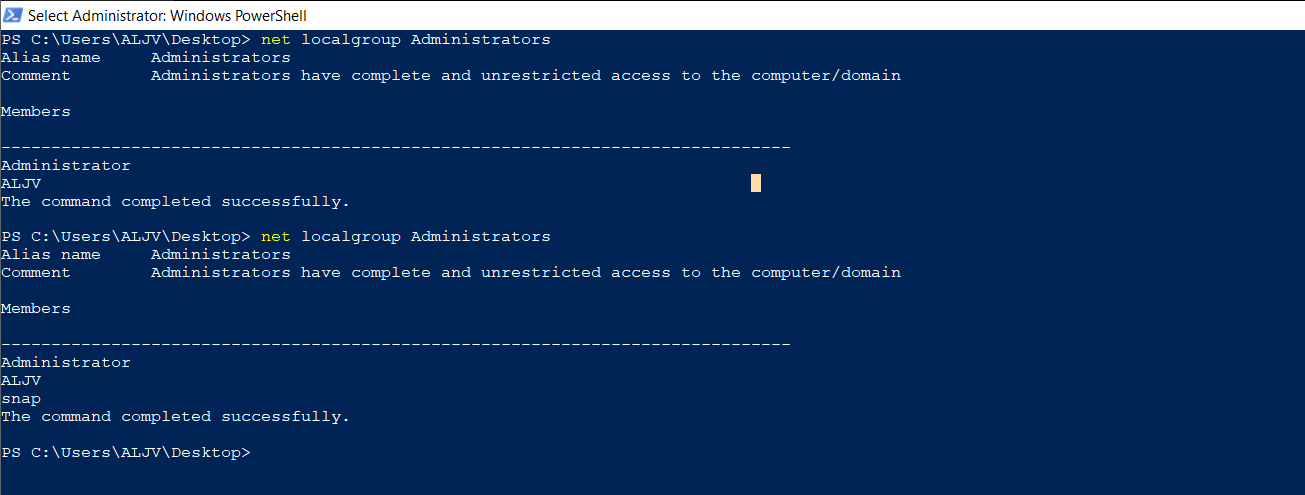 Select Administrator: Windows PowerShell
PS C:\Users\ALJV\Desktop> net localgroup Administrators
Alias name     Administrators
Comment        Administrators have complete and unrestricted access to the computer/domain
Members
-------------------------------------------------------------------------------
Administrator
ALJV
The command completed successfully.
PS C:\Users\ALJV\Desktop> net localgroup Administrators
Alias name     Administrators
Comment        Administrators have complete and unrestricted access to the computer/domain
Members
-------------------------------------------------------------------------------
Administrator
ALJV
snap
The command completed successfully.
PS C:\Users\ALJV\Desktop>